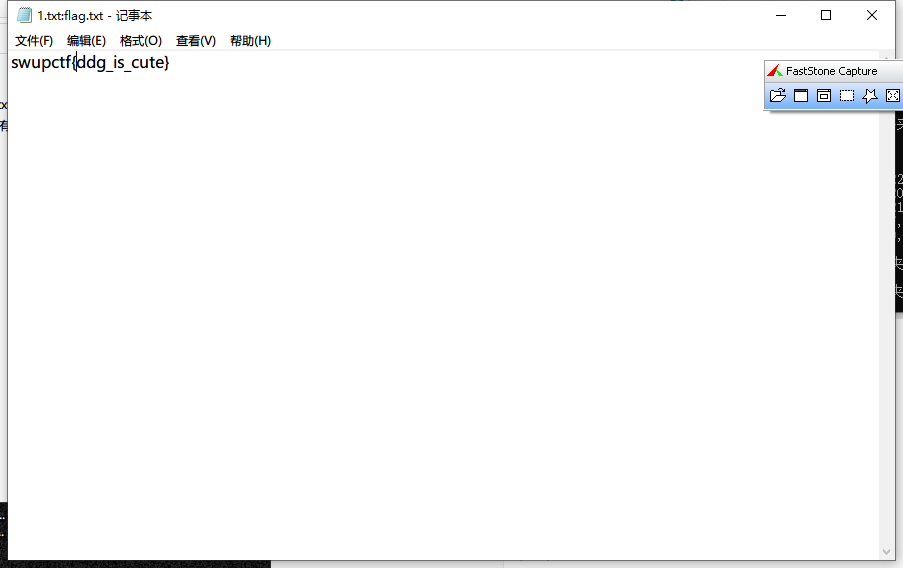 1.txt:flag.txt - 记事本
文件(F) 编辑(E) 格式(O) 查看(V) 帮助(H)
swupctf{ddg_is_cute}
FastStone Capture